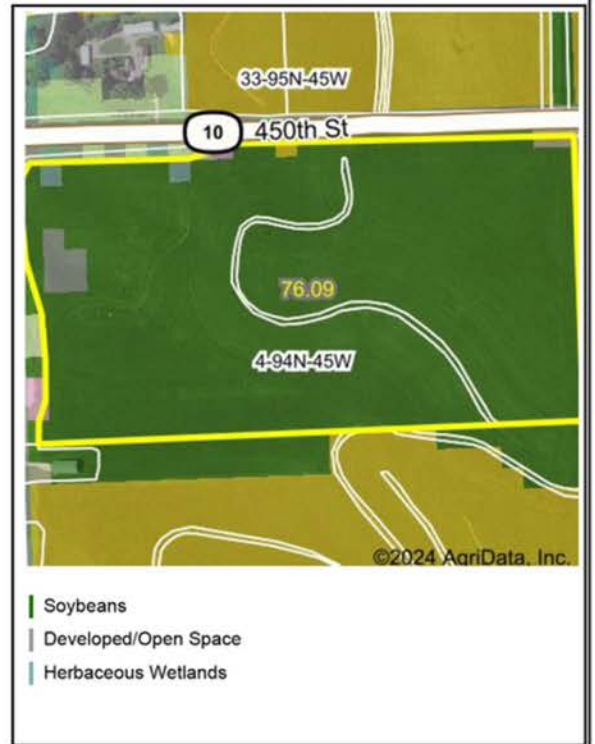 33-95N-45W
10 450th St
76.09
4-94N-45W
©2024 AgriData, Inc.
Soybeans
Developed/Open Space
Herbaceous Wetlands